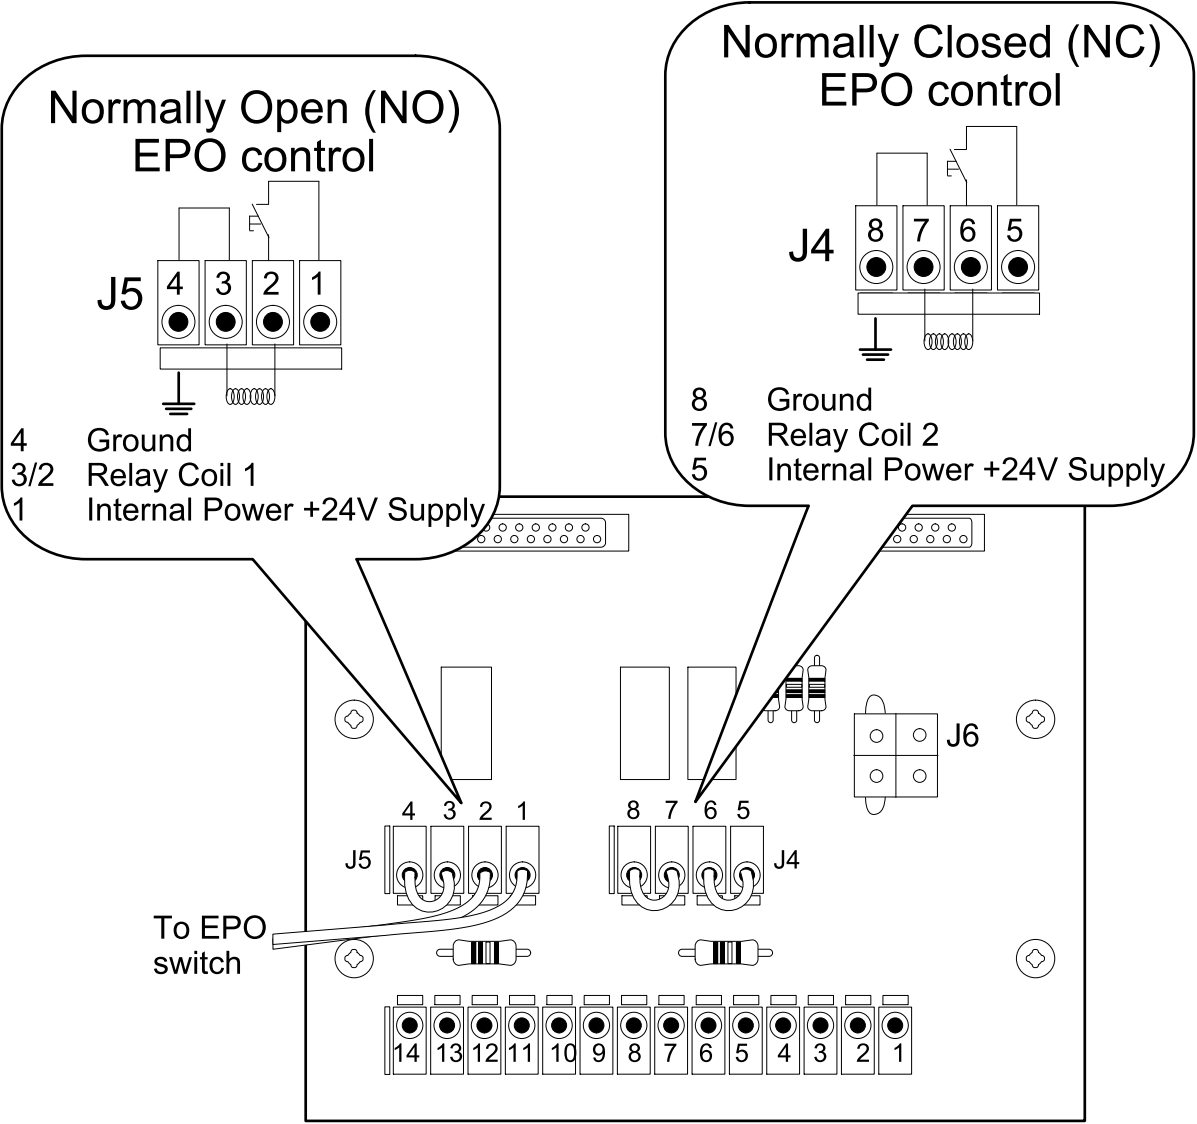 Normally Open (NO)
EPO control
J5
4 3 2 1
4 Ground
3/2 Relay Coil 1
1 Internal Power +24V Supply
Normally Closed (NC)
EPO control
J4
8 7 6 5
8 Ground
7/6 Relay Coil 2
5 Internal Power +24V Supply
J6
4 3 2 1
8 7 6 5
J5
J4
To EPO
switch
14 13 12 11 10 9 8 7 6 5 4 3 2 1